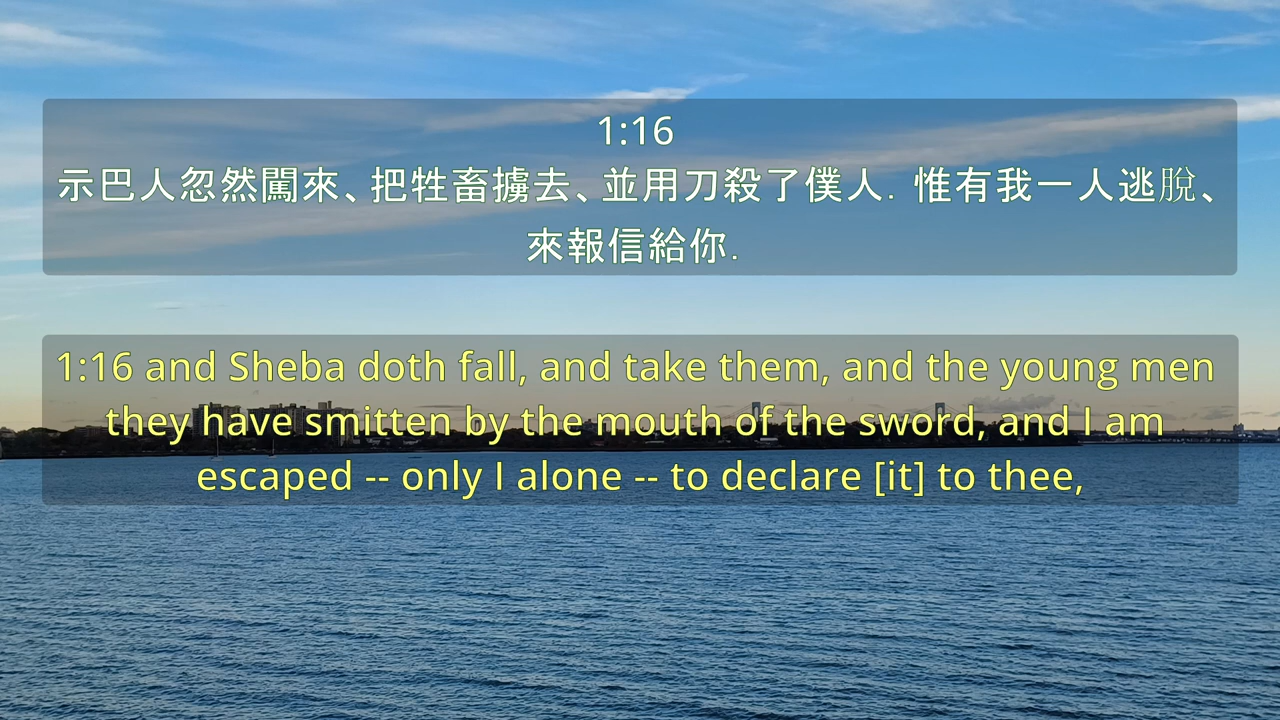 1:16
示巴人忽然闖來、把牲畜擄去、並用刀殺了僕人. 惟有我一人逃脫、
來報信給你.
1:16 and Sheba doth fall, and take them, and the young men
they have smitten by the mouth of the sword, and I am
escaped -- only I alone -- to declare [it] to thee,